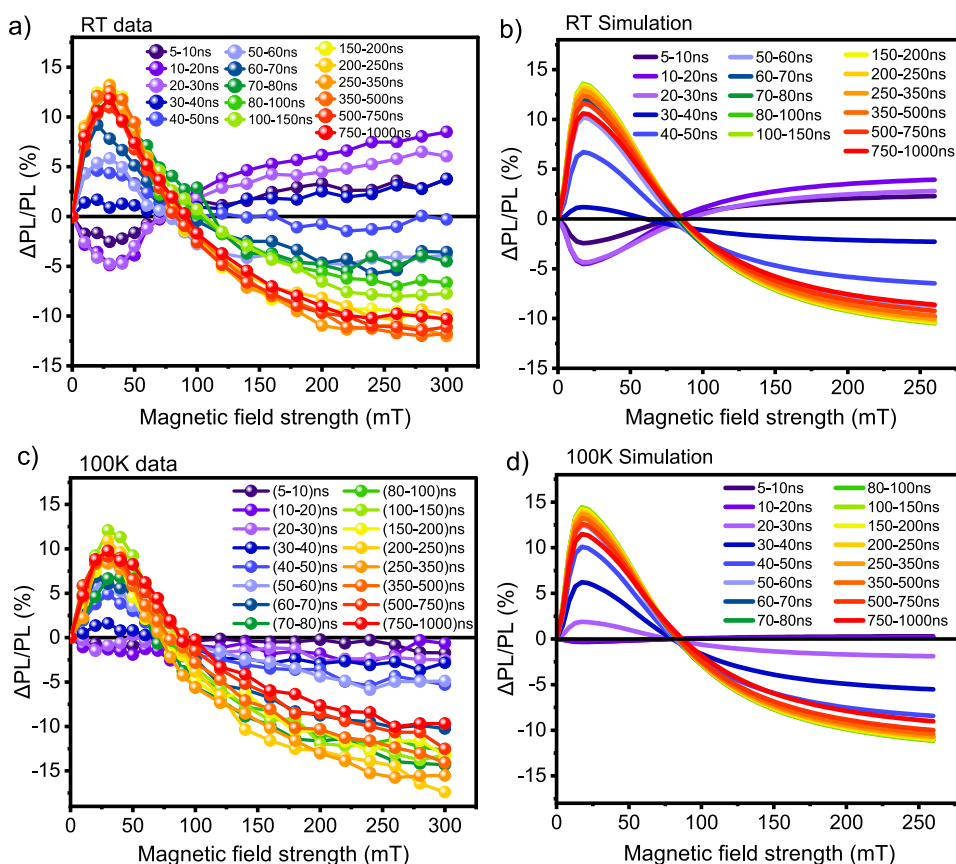 a)
RT data
5-10ns
10-20ns
20-30ns
30-40ns
40-50ns
50-60ns
60-70ns
70-80ns
80-100ns
100-150ns
150-200ns
200-250ns
250-350ns
350-500ns
500-750ns
750-1000ns
15
10
5
0
-5
-10
-15
ΔPL/PL (%)
0 50 100 150 200 250 300
Magnetic field strength (mT)
b)
RT Simulation
5-10ns
10-20ns
20-30ns
30-40ns
40-50ns
50-60ns
60-70ns
70-80ns
80-100ns
100-150ns
150-200ns
200-250ns
250-350ns
350-500ns
500-750ns
750-1000ns
15
10
5
0
-5
-10
-15
ΔPL/PL (%)
0 50 100 150 200 250
Magnetic field strength (mT)
c)
100K data
(5-10)ns
(10-20)ns
(20-30)ns
(30-40)ns
(40-50)ns
(50-60)ns
(60-70)ns
(70-80)ns
(80-100)ns
(100-150)ns
(150-200)ns
(200-250)ns
(250-350)ns
(350-500)ns
(500-750)ns
(750-1000)ns
15
10
5
0
-5
-10
-15
ΔPL/PL (%)
0 50 100 150 200 250 300
Magnetic field strength (mT)
d)
100K Simulation
5-10ns
10-20ns
20-30ns
30-40ns
40-50ns
50-60ns
60-70ns
70-80ns
80-100ns
100-150ns
150-200ns
200-250ns
250-350ns
350-500ns
500-750ns
750-1000ns
15
10
5
0
-5
-10
-15
ΔPL/PL (%)
0 50 100 150 200 250
Magnetic field strength (mT)